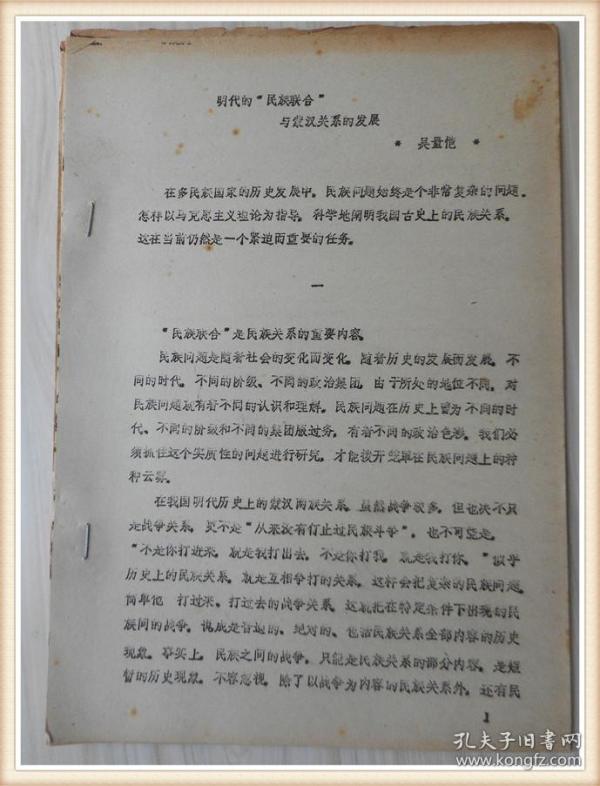 明代的“民族联合”
与蒙汉关系的发展
* 吴量恺 *
在多民族国家的历史发展中，民族问题始终是个非常复杂的问题。
怎样以马克思主义理论为指导，科学地阐明我国古史上的民族关系，
这在当前仍然是一个紧迫而重要的任务。
一
“民族联合”是民族关系的重要内容
民族问题是随着社会的变化而变化，随着历史的发展而发展。不
同的时代，不同的阶级、不同的政治集团，由于所处的地位不同，对
民族问题就有着不同的认识和理解。民族问题在历史上曾为不同的时
代、不同的阶级和不同的集团服过务，有着不同的政治色彩。我们必
须抓住这个实质性的问题进行研究，才能拨开笼罩在民族问题上的种
种云雾。
在我国明代历史上的蒙汉两族关系，虽然战争较多，但也决不只
是战争关系，更不是“从来没有停止过民族斗争”，也不可能是，
“不是你打进来，就是我打出去，不是你打我，就是我打你。”似乎
历史上的民族关系，就是互相争打的关系，这样会把复杂的民族问题
简单化 打过来、打过去的战争关系，这就把在特定条件下出现的民
族间的战争，说成是普遍的、绝对的、包括民族关系全部内容的历史
现象。事实上，民族之间的战争，只能是民族关系的部分内容，是短
暂的历史现象。不容忽视，除了以战争为内容的民族关系外，还有民
1
孔夫子旧书网
www.kongfz.com